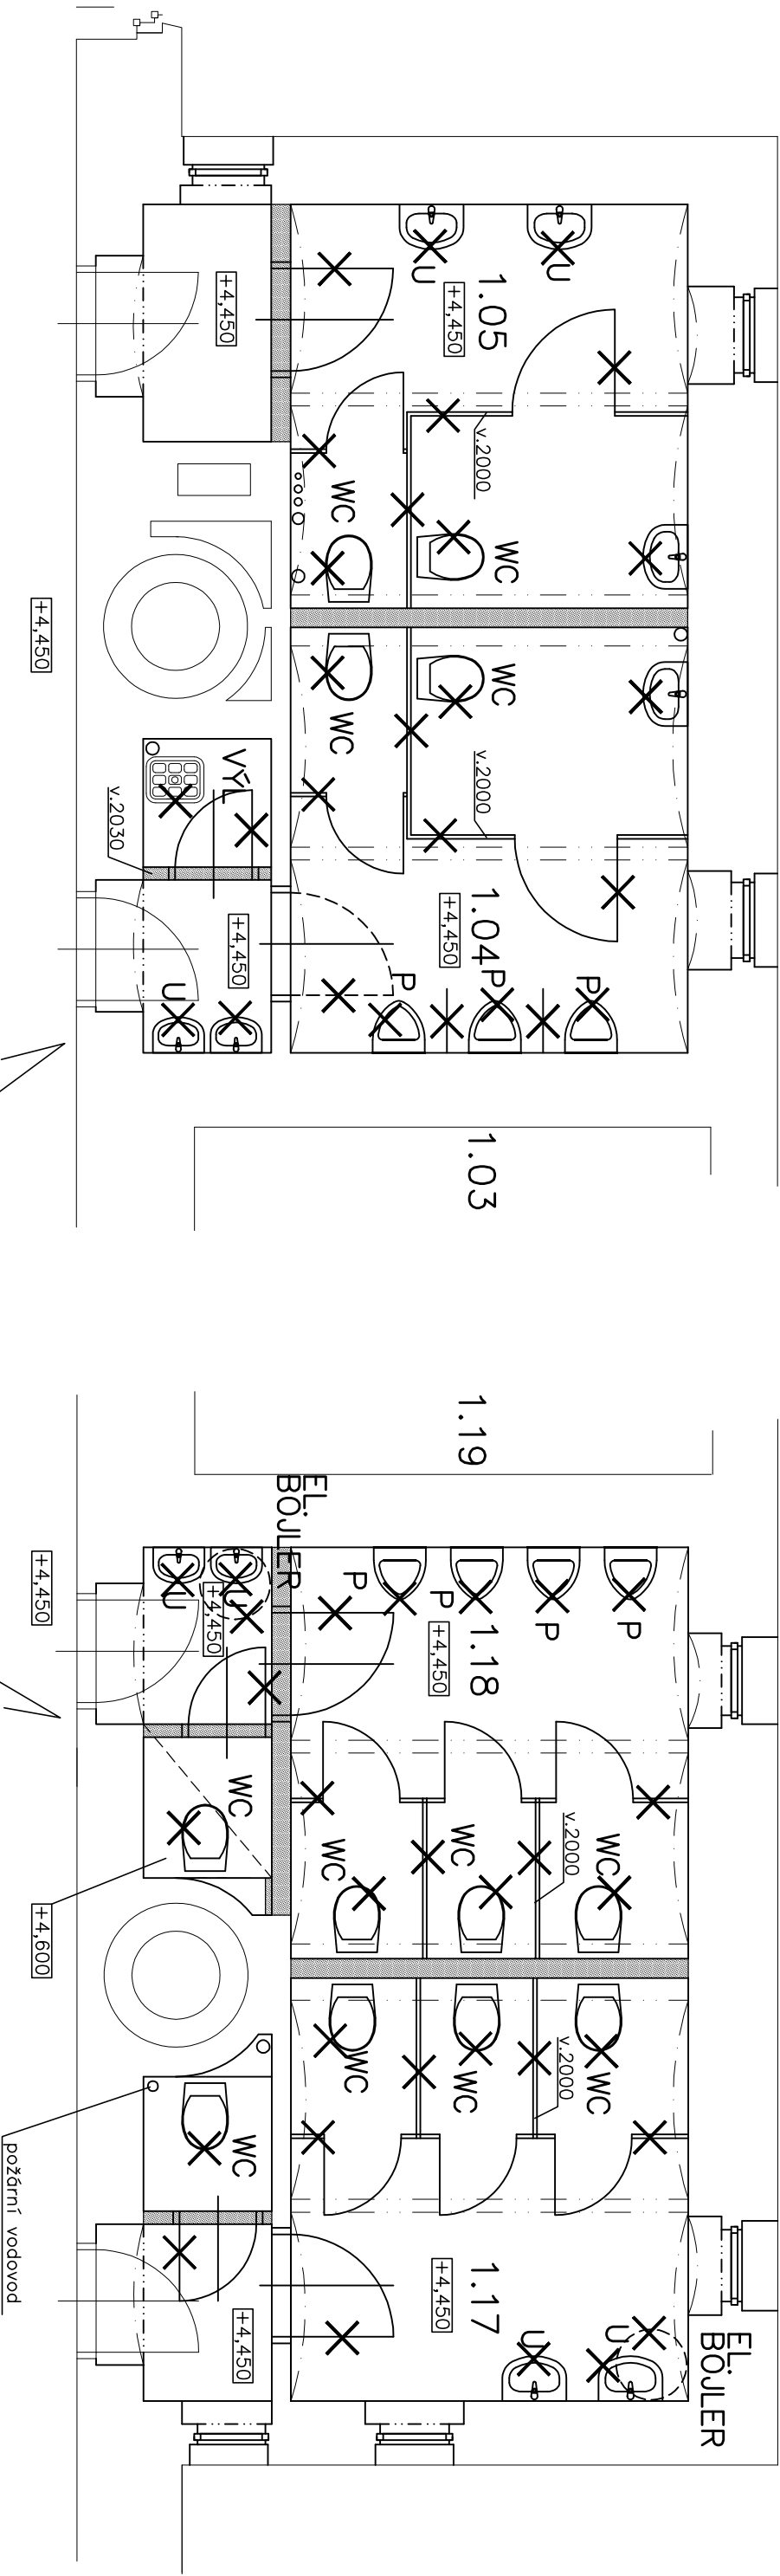 1.05
+4,450
U
U
+4,450
v.2000
WC
WC
+4,450
WC
WC
v.2000
VÝL
v.2030
1.04
+4,450
+4,450
U
P
P
P
1.03
1.19
EL.
BOJLER
+4,450
U
U
+4,450
P
P
P
P
1.18
+4,450
WC
WC
WC
WC
v.2000
+4,600
WC
WC
WC
v.2000
WC
požární vodovod
1.17
+4,450
+4,450
U
U
EL.
BOJLER